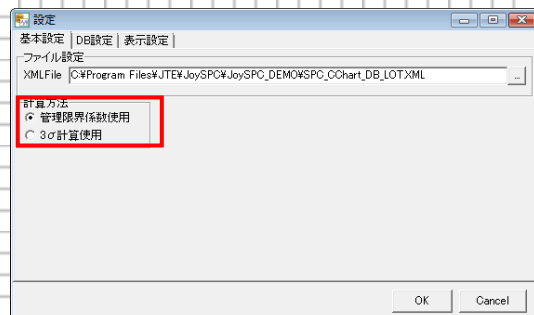 設定
基本設定 DB設定 表示設定
ファイル設定
XMLFile C:¥Program Files¥JTE¥JoySPC¥JoySPC_DEMO¥SPC_CChart_DB_LOT.XML ...
計算方法
管理限界係数使用
3σ計算使用
OK Cancel